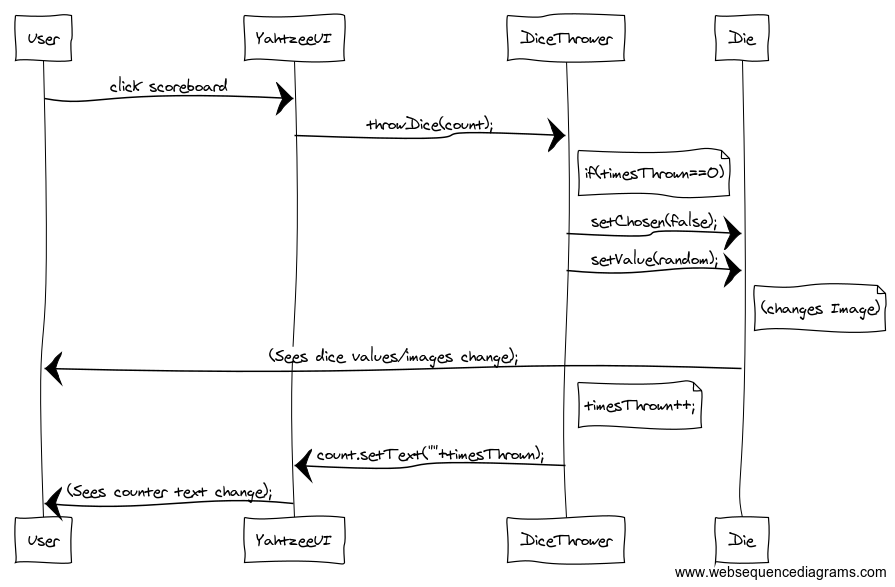 User
YahtzeeUI
DiceThrower
Die
click scoreboard
throwDice(count);
if(timesThrown==0)
setChosen(false);
setValue(random);
(changes Image)
(Sees dice values/images change);
timesThrown++;
count.setText(""+timesThrown);
(Sees counter text change);
User
YahtzeeUI
DiceThrower
Die
www.websequencediagrams.com